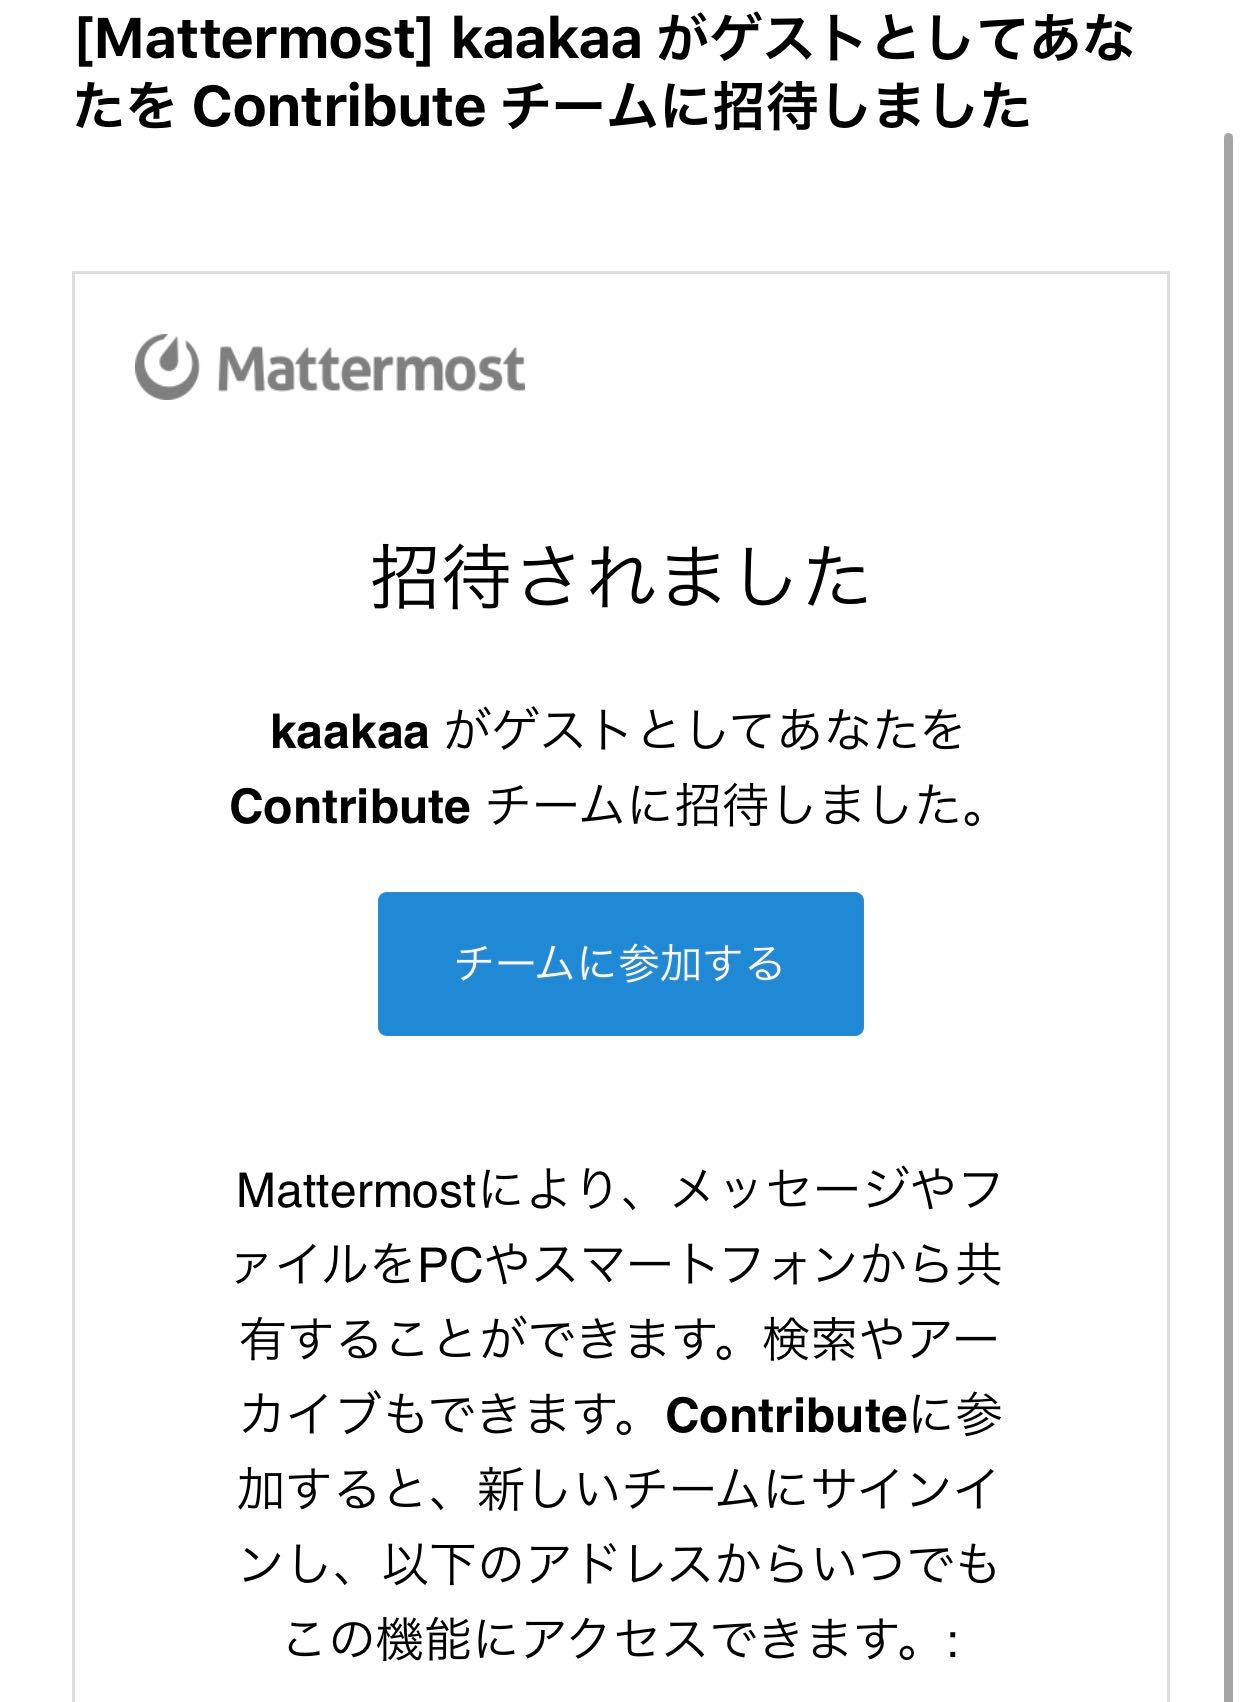 [Mattermost] kaakaa がゲストとしてあな
たを Contribute チームに招待しました
Mattermost
招待されました
kaakaa がゲストとしてあなたを
Contribute チームに招待しました。
チームに参加する
Mattermostにより、メッセージやフ
ァイルをPCやスマートフォンから共
有することができます。検索やアー
カイブもできます。Contributeに参
加すると、新しいチームにサインイ
ンし、以下のアドレスからいつでも
この機能にアクセスできます。: